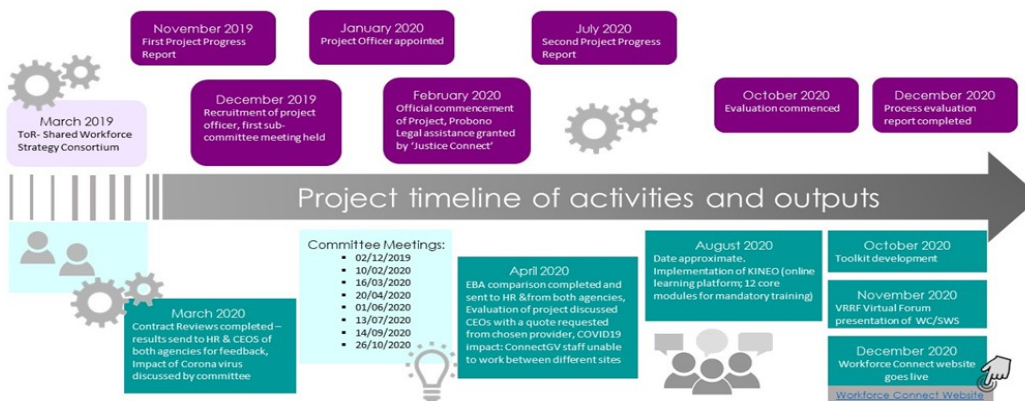 November 2019
First Project Progress
Report
January 2020
Project Officer appointed
July 2020
Second Project Progress
Report
March 2019
ToR- Shared Workforce
Strategy Consortium
December 2019
Recruitment of project
officer, first sub-
committee meeting held
February 2020
Official commencement
of Project, Probono
Legal assistance granted
by 'Justice Connect'
October 2020
Evaluation commenced
December 2020
Process evaluation
report completed
Project timeline of activities and outputs
March 2020
Contract Reviews completed –
results send to HR & CEOS of
both agencies for feedback,
Impact of Corona virus
discussed by committee
Committee Meetings:
▪ 02/12/2019
▪ 10/02/2020
▪ 16/03/2020
▪ 20/04/2020
▪ 01/06/2020
▪ 13/07/2020
▪ 14/09/2020
▪ 26/10/2020
April 2020
EBA comparison completed and
sent to HR &from both agencies,
Evaluation of project discussed
CEOs with a quote requested
from chosen provider, COVID19
impact: ConnectGV staff unable
to work between different sites
August 2020
Date approximate.
Implementation of KINEO (online
learning platform; 12 core
modules for mandatory training)
October 2020
Toolkit development
November 2020
VRRF Virtual Forum
presentation of WC/SWS
December 2020
Workforce Connect website
goes live
Workforce Connect Website